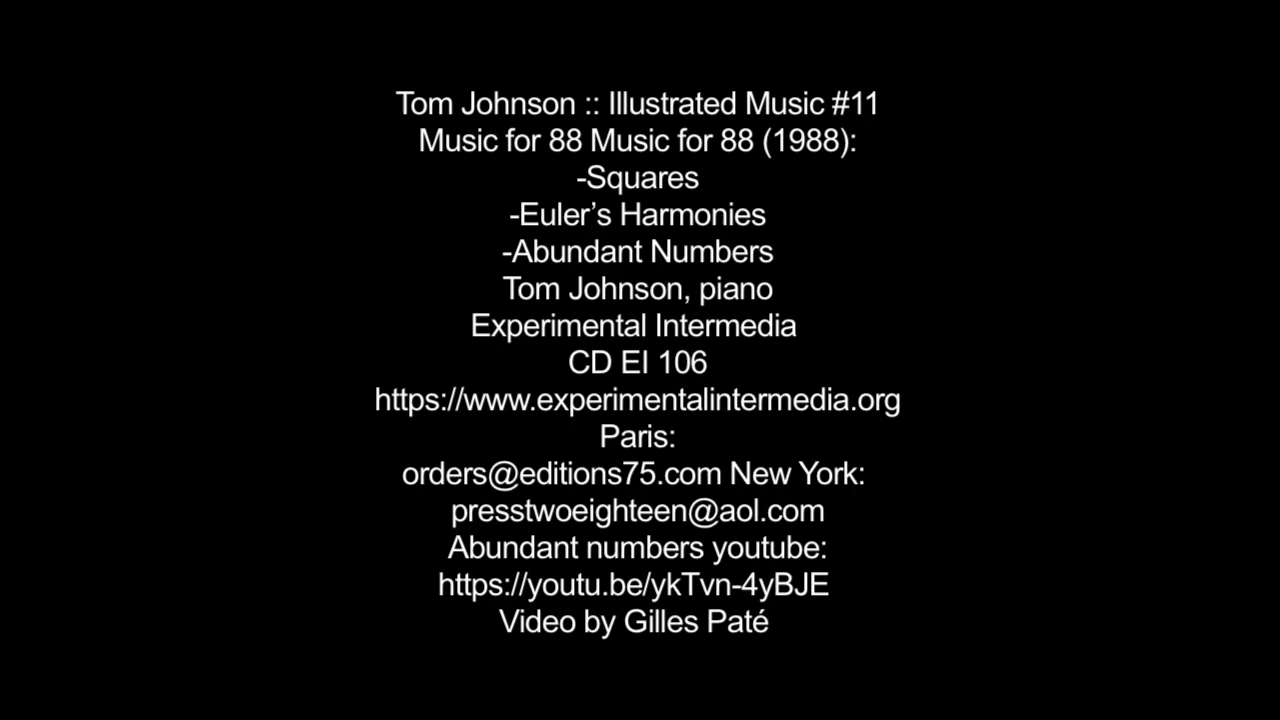 Tom Johnson :: Illustrated Music #11
Music for 88 Music for 88 (1988):
-Squares
-Euler’s Harmonies
-Abundant Numbers
Tom Johnson, piano
Experimental Intermedia
CD EI 106
https://www.experimentalintermedia.org
Paris:
orders@editions75.com New York:
presstwoeighteen@aol.com
Abundant numbers youtube:
https://youtu.be/ykTvn-4yBJE
Video by Gilles Paté